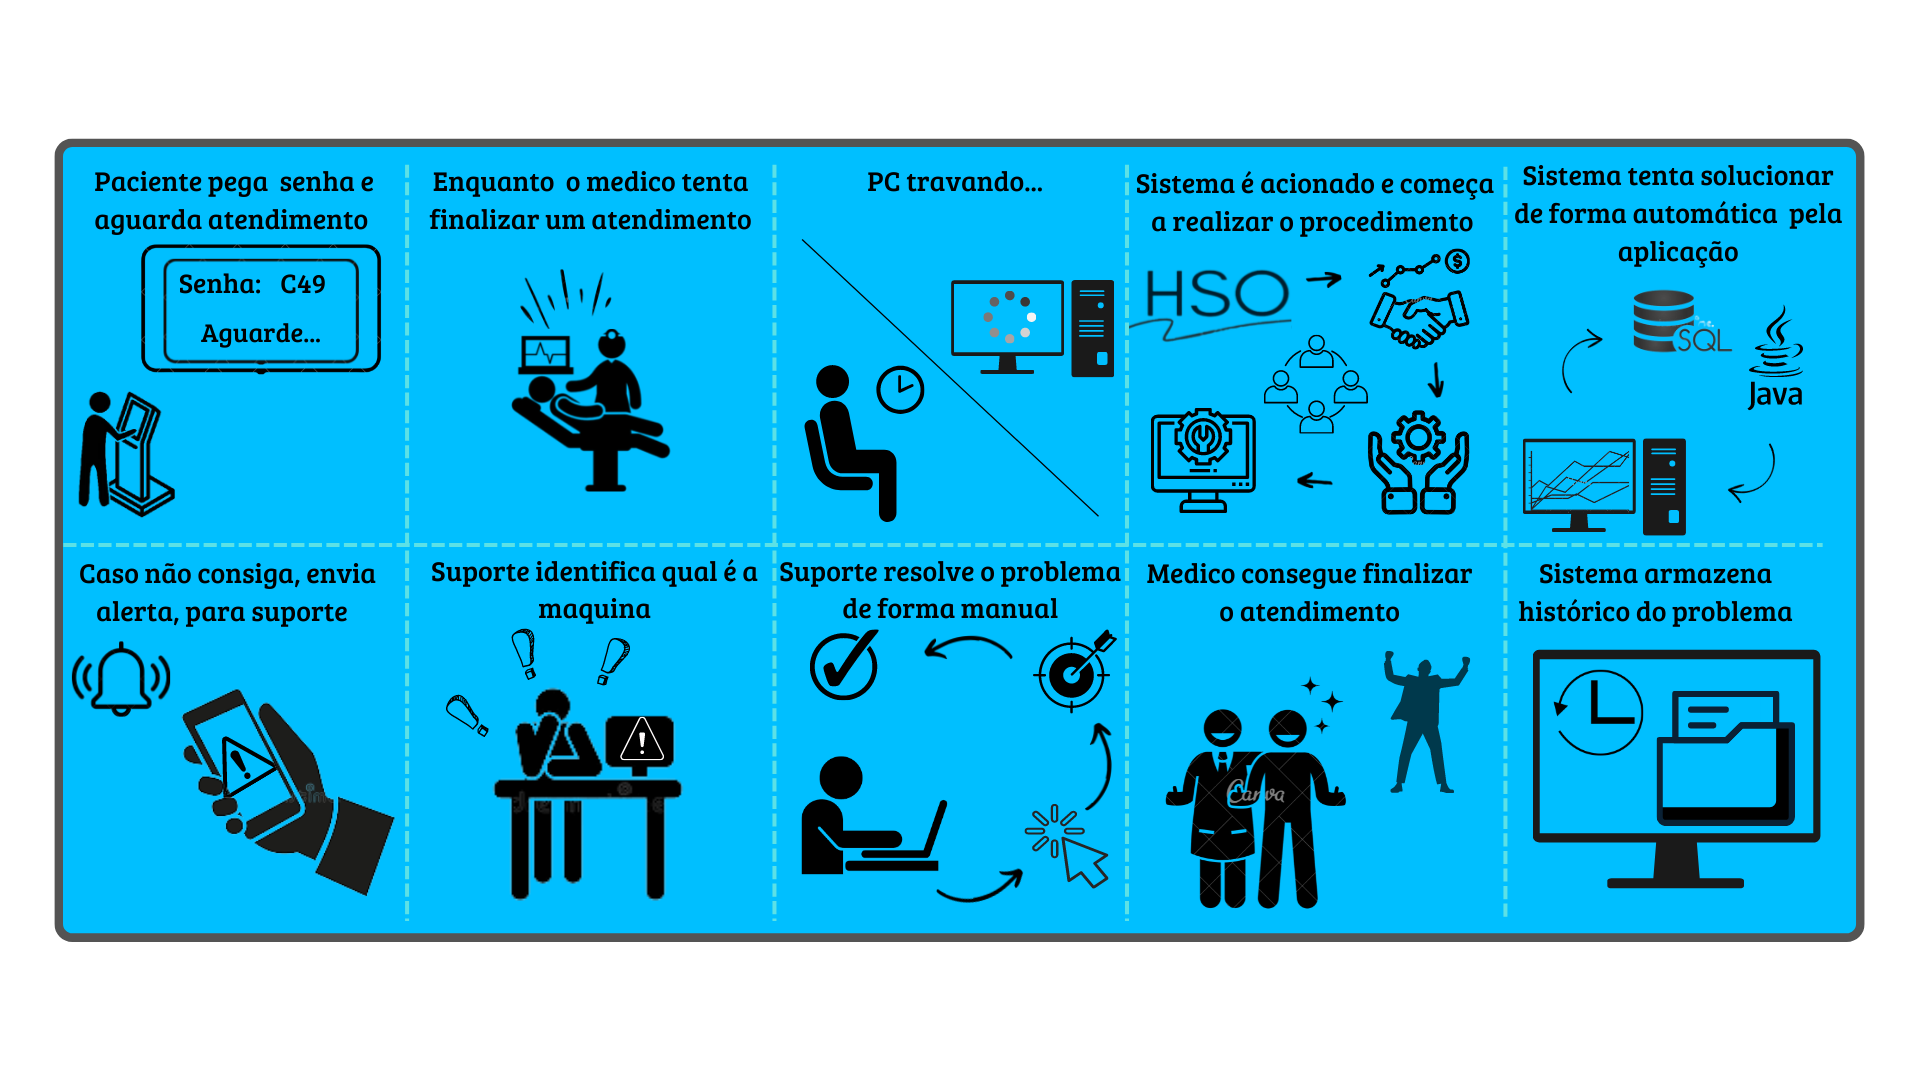 Paciente pega senha e
aguarda atendimento
Senha: C49
Aguarde...
Enquanto o medico tenta
finalizar um atendimento
PC travando...
Sistema é acionado e começa
a realizar o procedimento
HSO
$
Sistema tenta solucionar
de forma automática pela
aplicação
SQL
Java
Caso não consiga, envia
alerta, para suporte
Suporte identifica qual é a
maquina
Suporte resolve o problema
de forma manual
Medico consegue finalizar
o atendimento
Canva
Sistema armazena
histórico do problema